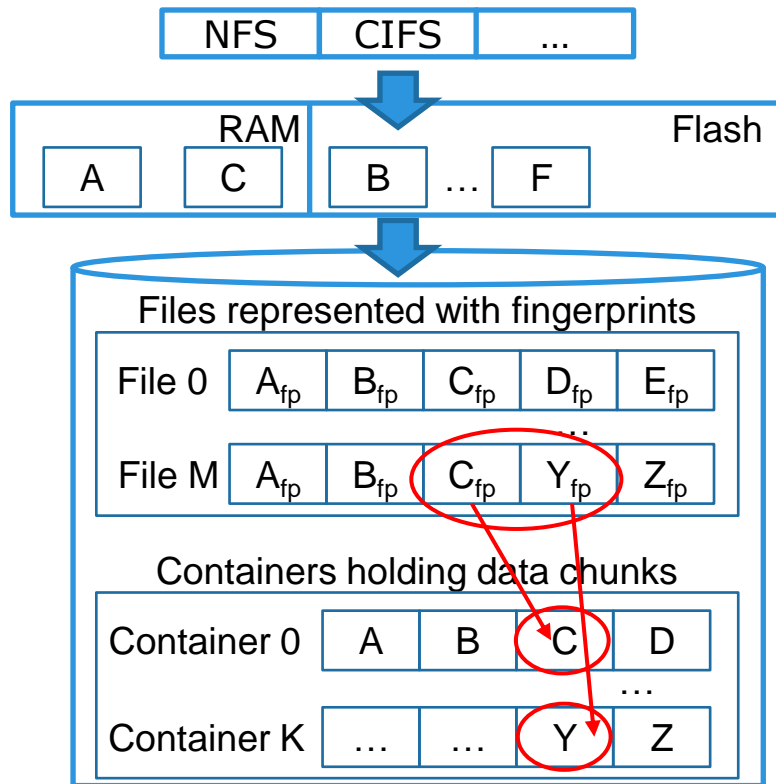 NFS CIFS ...
RAM Flash
A C B … F
Files represented with fingerprints
File 0 Afp Bfp Cfp Dfp Efp
…
File M Afp Bfp Cfp Yfp Zfp
Containers holding data chunks
Container 0 A B C D
…
Container K … … Y Z